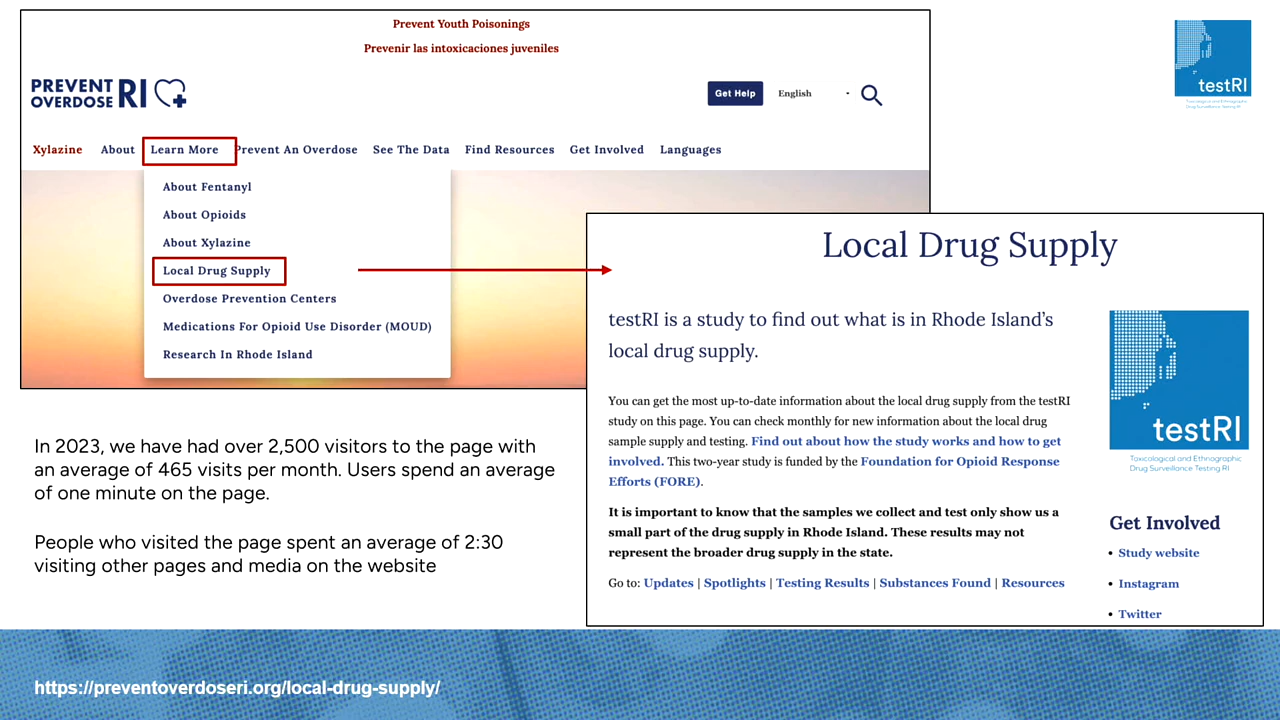 Prevent Youth Poisonings
Prevenir las intoxicaciones juveniles
PREVENT
OVERDOSE RI
Get Help
English
Xylazine
About
Learn More
Prevent An Overdose
See The Data
Find Resources
Get Involved
Languages
About Fentanyl
About Opioids
About Xylazine
Local Drug Supply
Overdose Prevention Centers
Medications For Opioid Use Disorder (MOUD)
Research In Rhode Island
testRI
Toxicological and Ethnographic
Drug Surveillance Testing RI
Local Drug Supply
testRI is a study to find out what is in Rhode Island’s
local drug supply.
You can get the most up-to-date information about the local drug supply from the testRI
study on this page. You can check monthly for new information about the local drug
sample supply and testing. Find out about how the study works and how to get
involved. This two-year study is funded by the Foundation for Opioid Response
Efforts (FORE).
It is important to know that the samples we collect and test only show us a
small part of the drug supply in Rhode Island. These results may not
represent the broader drug supply in the state.
Go to: Updates | Spotlights | Testing Results | Substances Found | Resources
testRI
Toxicological and Ethnographic
Drug Surveillance Testing RI
Get Involved
• Study website
• Instagram
• Twitter
In 2023, we have had over 2,500 visitors to the page with
an average of 465 visits per month. Users spend an average
of one minute on the page.
People who visited the page spent an average of 2:30
visiting other pages and media on the website
https://preventoverdoseri.org/local-drug-supply/